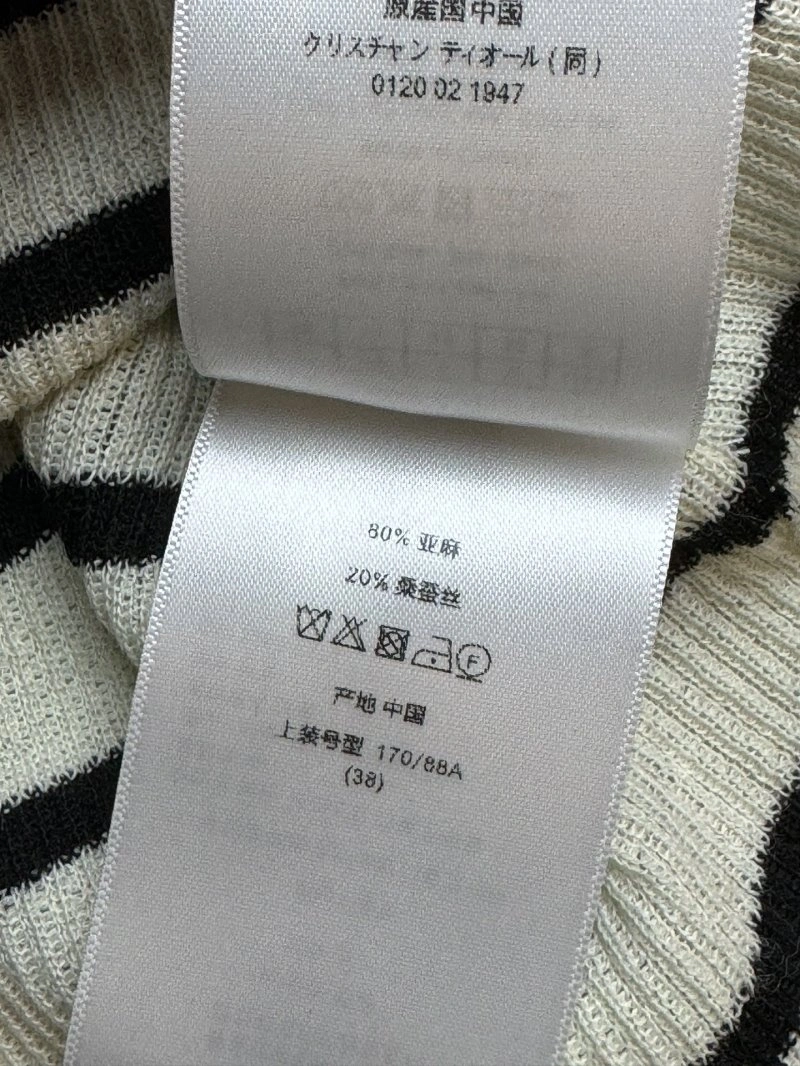 原産国中国
クリスチャン ディオール (同)
0120 02 1947
80% 亚麻
20% 桑蚕丝
F
产地 中国
上装号型 170/88A
(38)